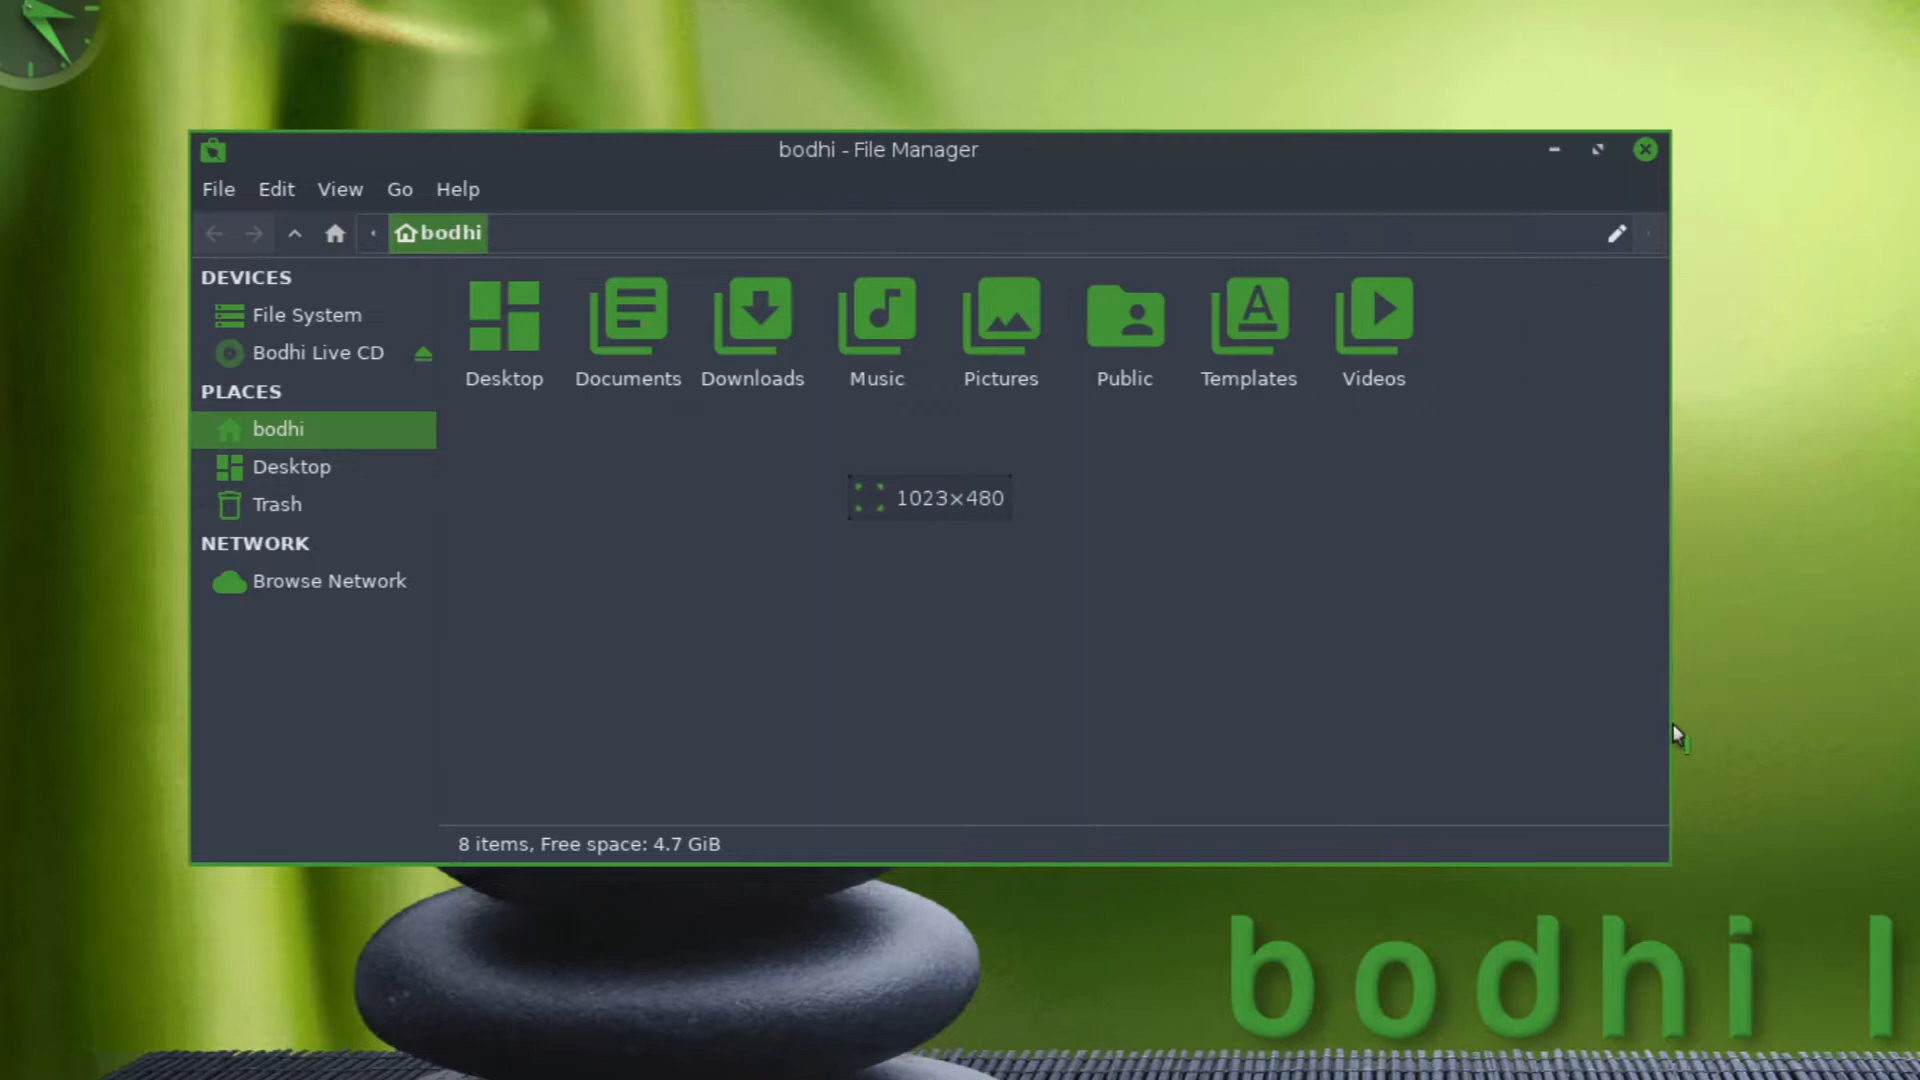 bodhi - File Manager
File Edit View Go Help
bodhi
DEVICES
File System
Bodhi Live CD
PLACES
bodhi
Desktop
Trash
NETWORK
Browse Network
Desktop Documents Downloads Music Pictures Public Templates Videos
1023×480
8 items, Free space: 4.7 GiB
bodhi l